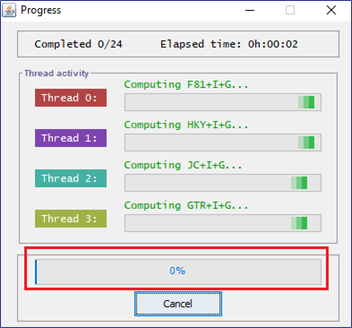 Progress
Completed 0/24 Elapsed time: 0h:00:02
Thread activity
Computing F81+I+G...
Thread 0:
Computing HKY+I+G...
Thread 1:
Computing JC+I+G...
Thread 2:
Computing GTR+I+G...
Thread 3:
0%
Cancel